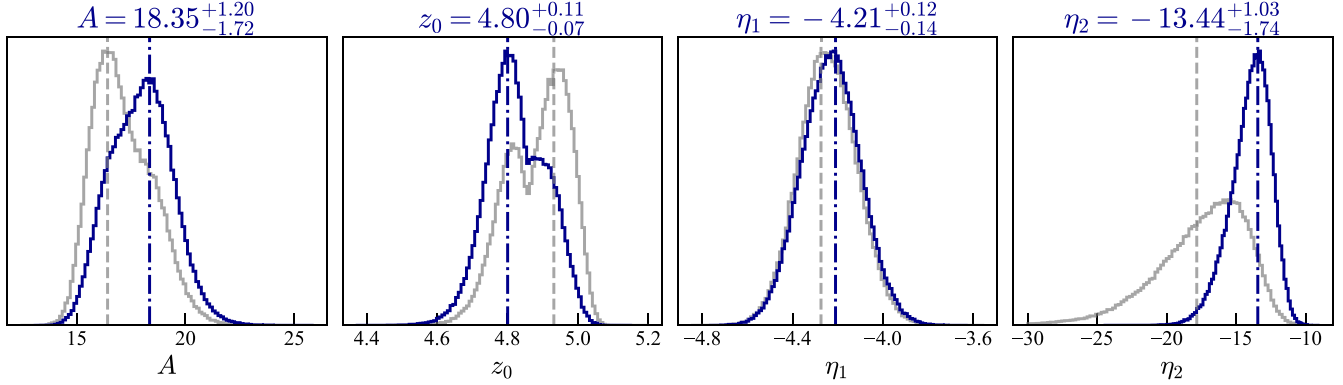 A = 18.35^{+1.20}_{−1.72} z_0 = 4.80^{+0.11}_{−0.07} η_1 = −4.21^{+0.12}_{−0.14} η_2 = −13.44^{+1.03}_{−1.74}
15 20 25 4.4 4.6 4.8 5.0 5.2 −4.8 −4.4 −4.0 −3.6 −30 −25 −20 −15 −10
A z_0 η_1 η_2